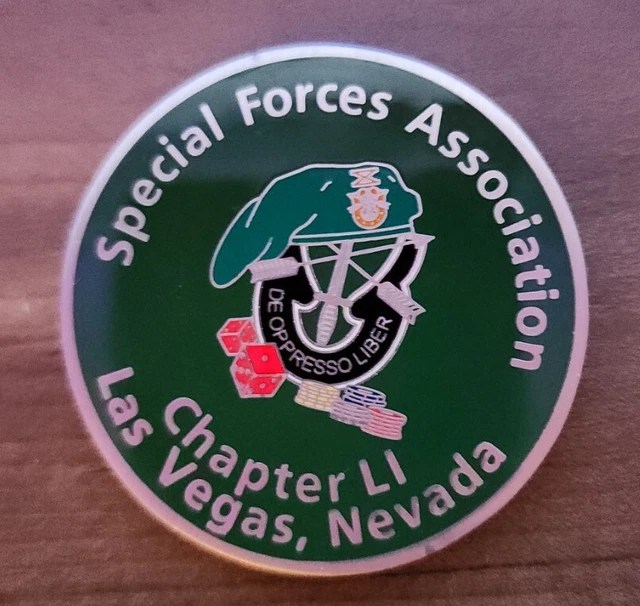 Special Forces Association
DE OPPRESSO LIBER
Chapter LI
Las Vegas, Nevada